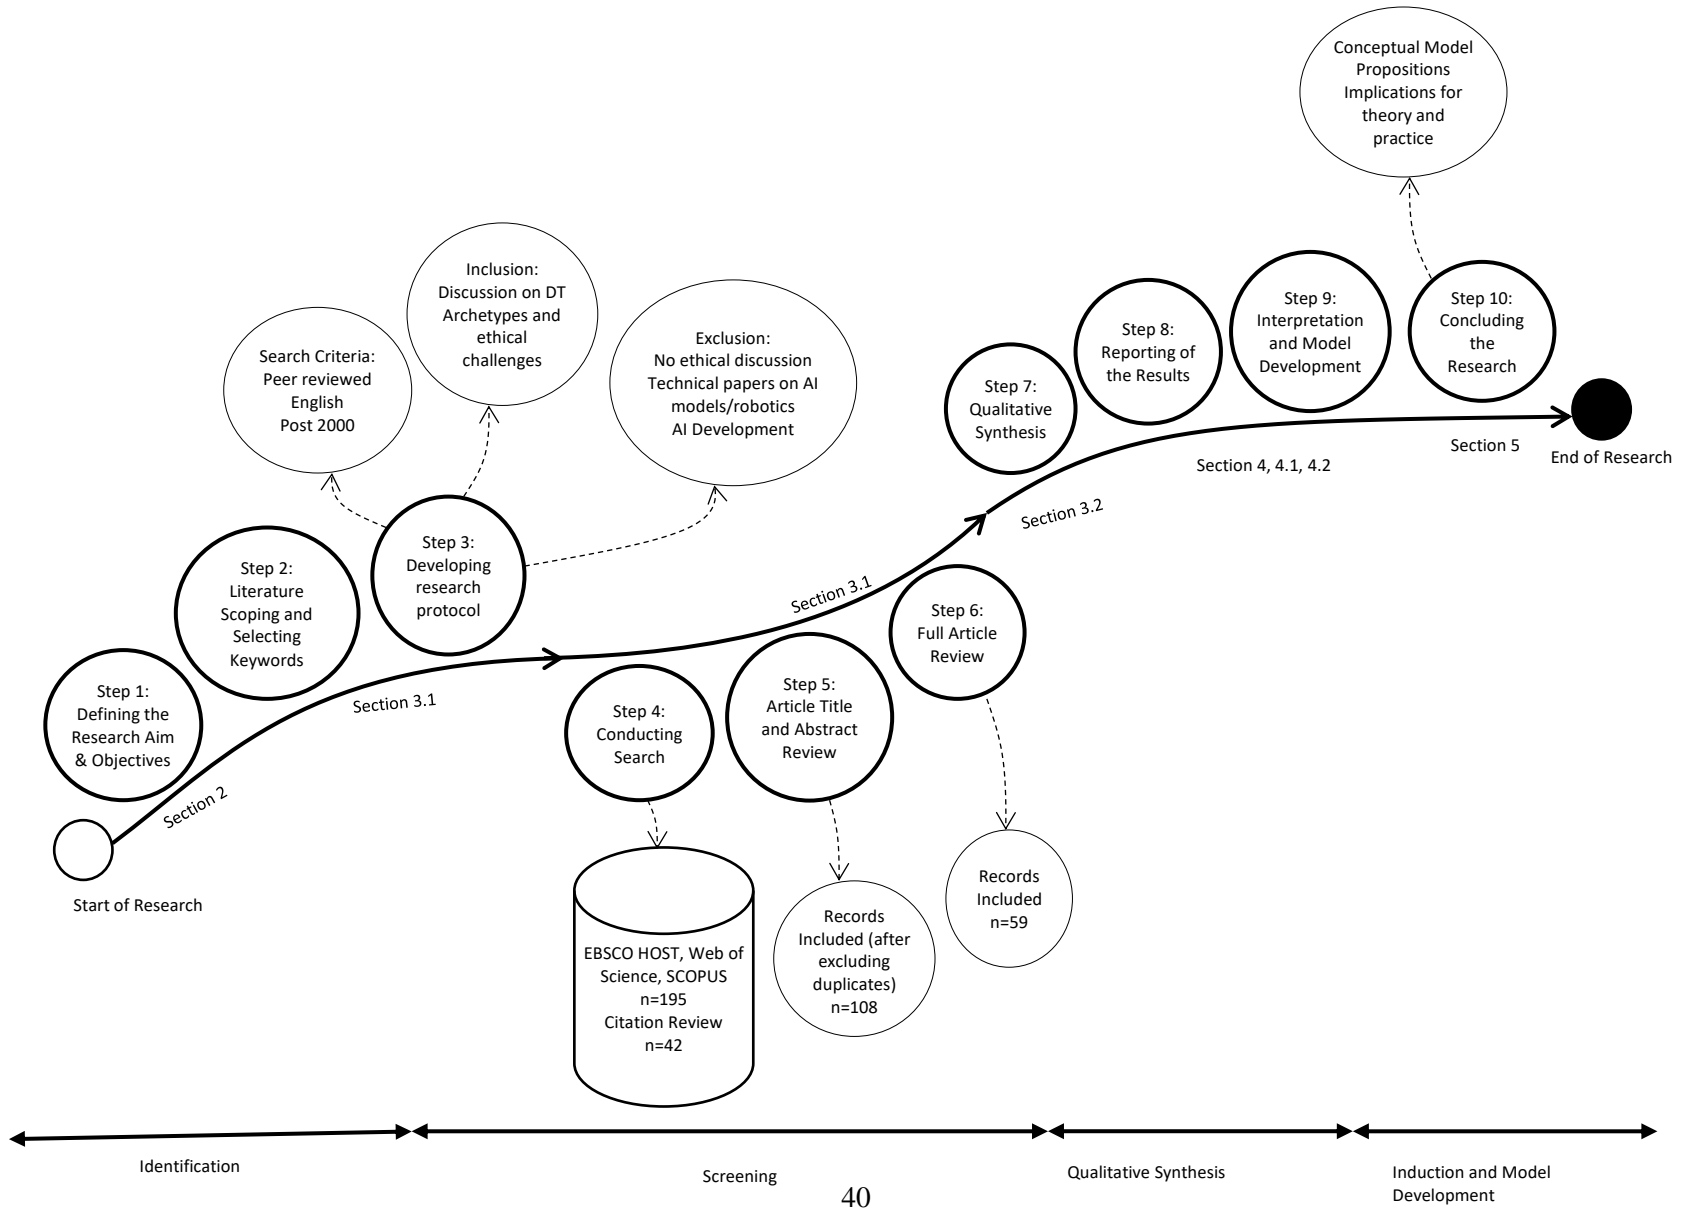 Conceptual Model
Propositions
Implications for
theory and
practice
Inclusion:
Discussion on DT
Archetypes and
ethical
challenges
Search Criteria:
Peer reviewed
English
Post 2000
Exclusion:
No ethical discussion
Technical papers on AI
models/robotics
AI Development
Step 1:
Defining the
Research Aim
& Objectives
Step 2:
Literature
Scoping and
Selecting
Keywords
Step 3:
Developing
research
protocol
Step 4:
Conducting
Search
Step 5:
Article Title
and Abstract
Review
Step 6:
Full Article
Review
Step 7:
Qualitative
Synthesis
Step 8:
Reporting of
the Results
Step 9:
Interpretation
and Model
Development
Step 10:
Concluding
the
Research
Section 2
Section 3.1
Section 3.1
Section 3.2
Section 4, 4.1, 4.2
Section 5
End of Research
Start of Research
EBSCO HOST, Web of
Science, SCOPUS
n=195
Citation Review
n=42
Records
Included (after
excluding
duplicates)
n=108
Records
Included
n=59
Identification
Screening
Qualitative Synthesis
Induction and Model
Development
40